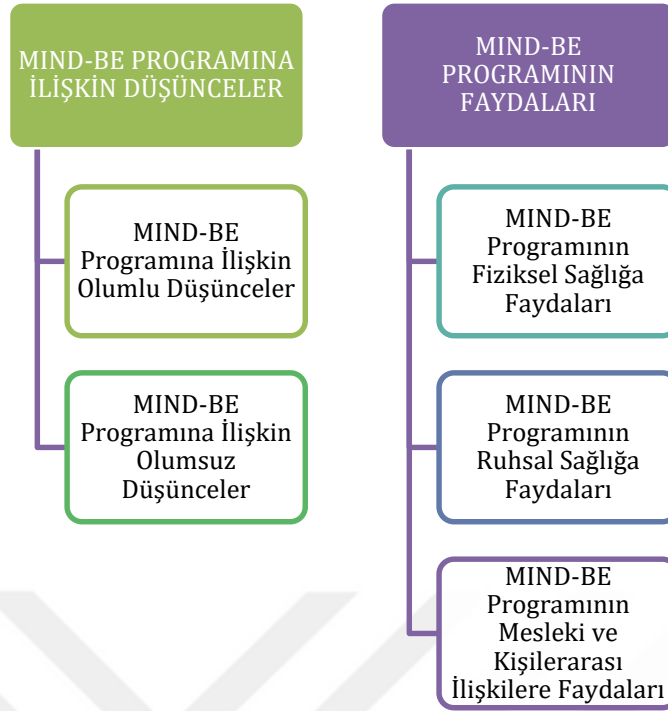 MIND-BE PROGRAMINA
İLİŞKİN DÜŞÜNCELER
MIND-BE
Programına İlişkin
Olumlu Düşünceler
MIND-BE
Programına İlişkin
Olumsuz
Düşünceler
MIND-BE
PROGRAMININ
FAYDALARI
MIND-BE
Programının
Fiziksel Sağlığa
Faydaları
MIND-BE
Programının
Ruhsal Sağlığa
Faydaları
MIND-BE
Programının
Mesleki ve
Kişilerarası
İlişkilere Faydaları